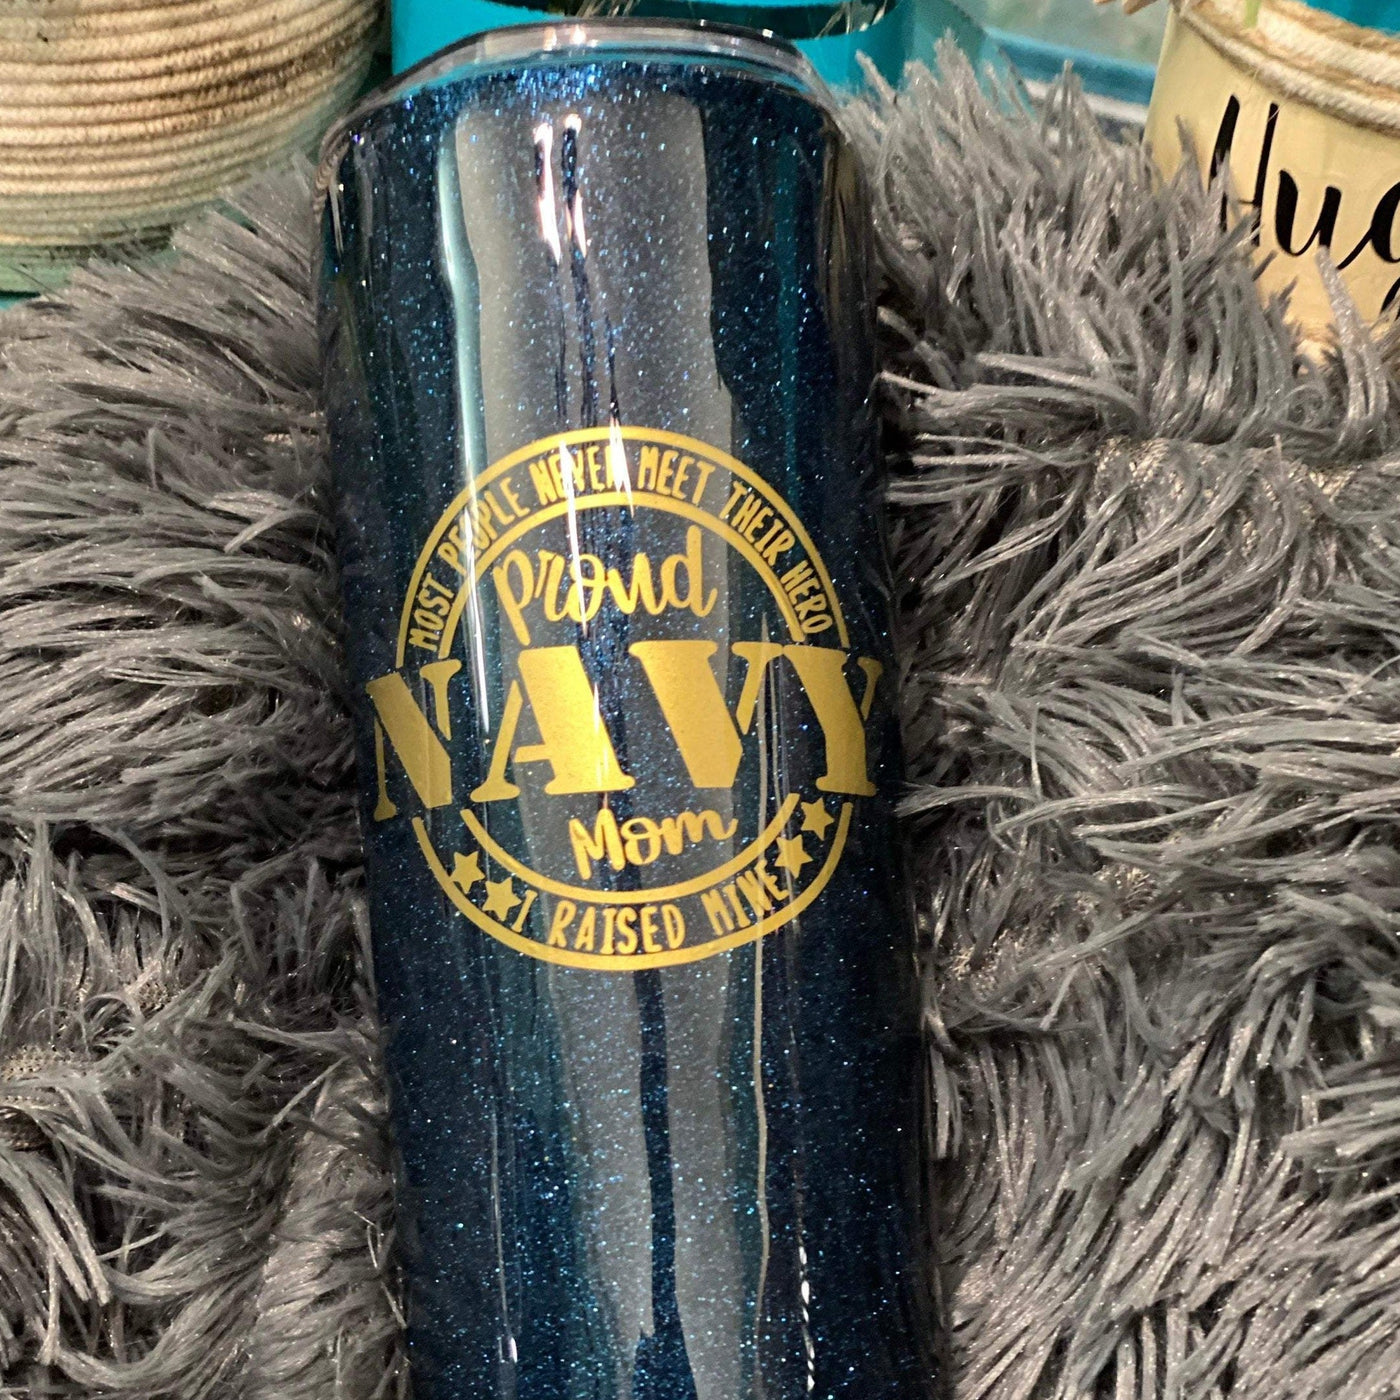 MOST PEOPLE NEVER MEET THEIR HERO
proud
NAVY
Mom
I RAISED MINE